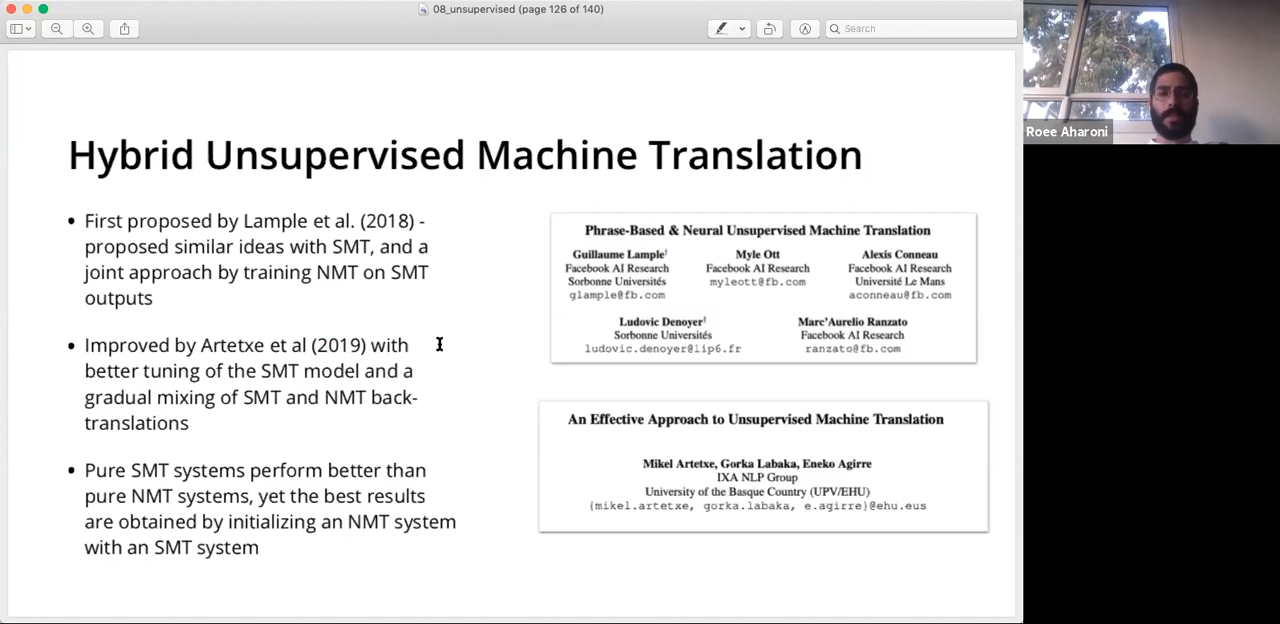 08_unsupervised (page 126 of 140)
Search
Roee Aharoni
Hybrid Unsupervised Machine Translation
• First proposed by Lample et al. (2018) -
proposed similar ideas with SMT, and a
joint approach by training NMT on SMT
outputs
• Improved by Artetxe et al (2019) with
better tuning of the SMT model and a
gradual mixing of SMT and NMT back-
translations
• Pure SMT systems perform better than
pure NMT systems, yet the best results
are obtained by initializing an NMT system
with an SMT system
Phrase-Based & Neural Unsupervised Machine Translation
Guillaume Lample† Myle Ott Alexis Conneau
Facebook AI Research Facebook AI Research Facebook AI Research
Sorbonne Universités Université Le Mans
glample@fb.com myleott@fb.com aconneau@fb.com
Ludovic Denoyer† Marc'Aurelio Ranzato
Sorbonne Universités Facebook AI Research
ludovic.denoyer@lip6.fr ranzato@fb.com
An Effective Approach to Unsupervised Machine Translation
Mikel Artetxe, Gorka Labaka, Eneko Agirre
IXA NLP Group
University of the Basque Country (UPV/EHU)
{mikel.artetxe, gorka.labaka, e.agirre}@ehu.eus